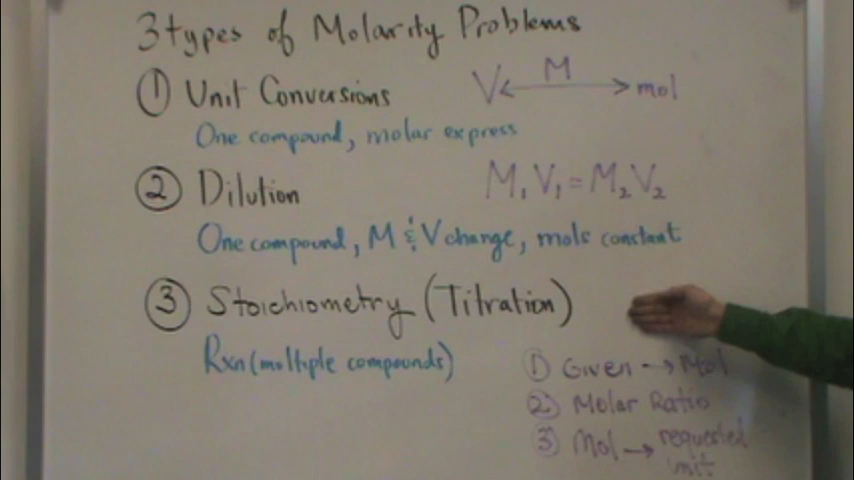 3 types of Molarity Problems
① Unit Conversions V <—M—> mol
One compound, molar express
② Dilution M₁V₁ = M₂V₂
One compound, M & V change, mols constant
③ Stoichiometry (Titration)
Rxn (multiple compounds)
① Given → Mol
② Molar Ratio
③ Mol → requested
unit